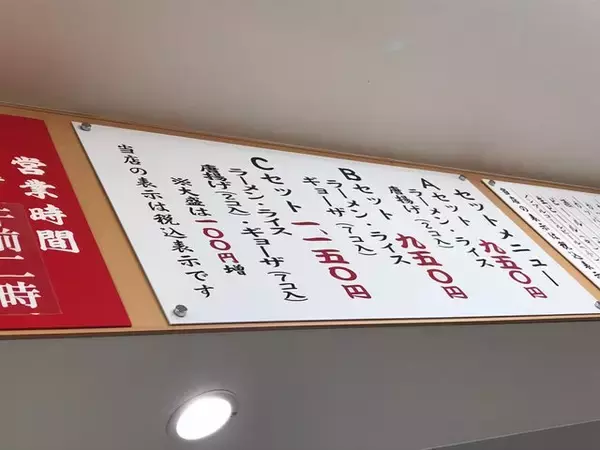 セットメニュー
Aセット 九五〇円
ラーメン・ライス
唐揚げ(2コ入)
Bセット 九五〇円
ラーメン・ライス
ギョーザ(7コ入)
Cセット 一、一五〇円
ラーメン・ライス・ギョーザ(7コ入)
唐揚げ(2コ入)
※大盛は一〇〇円増
当店の表示は税込表示です
営業時間
午前二時